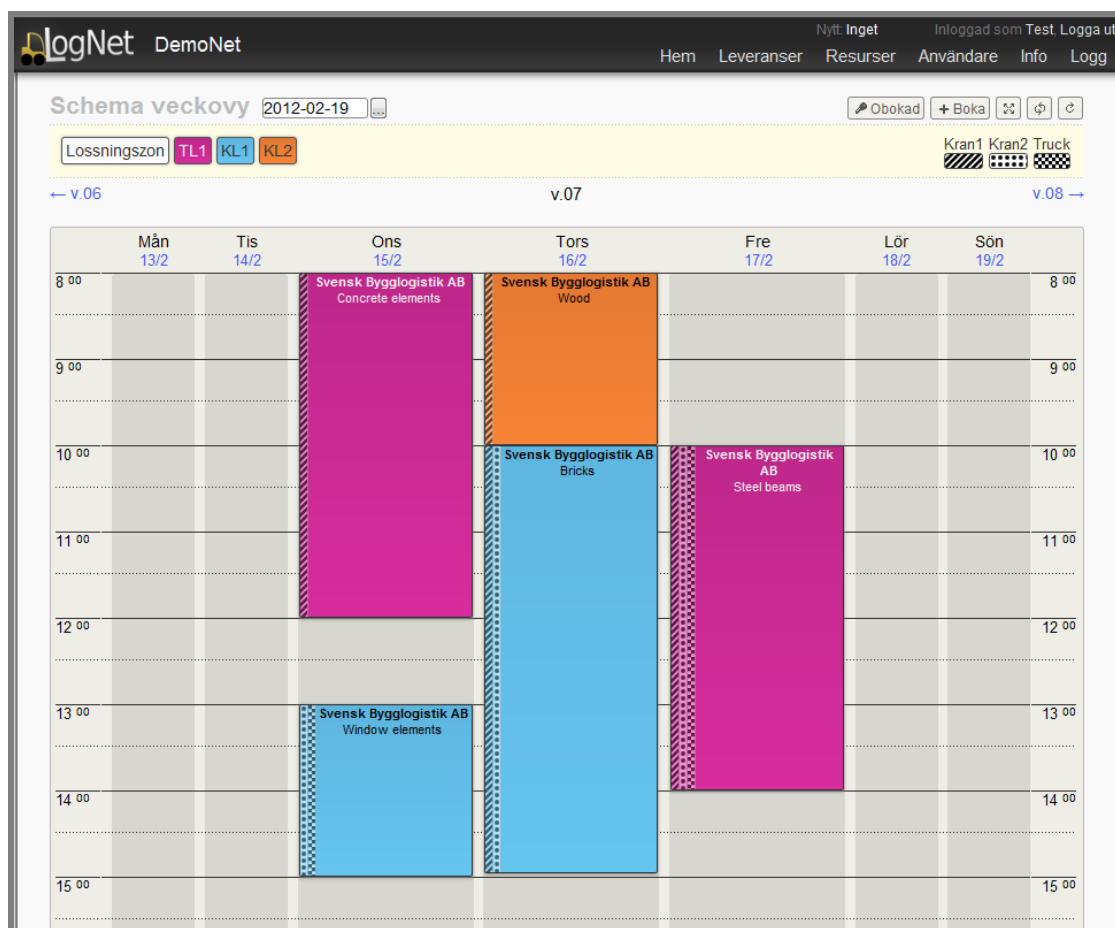 Nytt: Inget Inloggad som Test, Logga ut
LogNet DemoNet
Hem Leveranser Resurser Användare Info Logg
Schema veckovy 2012-02-19 ...
Obokad + Boka
Lossningszon TL1 KL1 KL2
Kran1 Kran2 Truck
← v.06 v.07 v.08 →
Mån Tis Ons Tors Fre Lör Sön
13/2 14/2 15/2 16/2 17/2 18/2 19/2
8 00 Svensk Bygglogistik AB Svensk Bygglogistik AB 8 00
Concrete elements Wood
9 00 9 00
10 00 Svensk Bygglogistik AB Svensk Bygglogistik 10 00
Bricks AB
Steel beams
11 00 11 00
12 00 12 00
13 00 Svensk Bygglogistik AB 13 00
Window elements
14 00 14 00
15 00 15 00